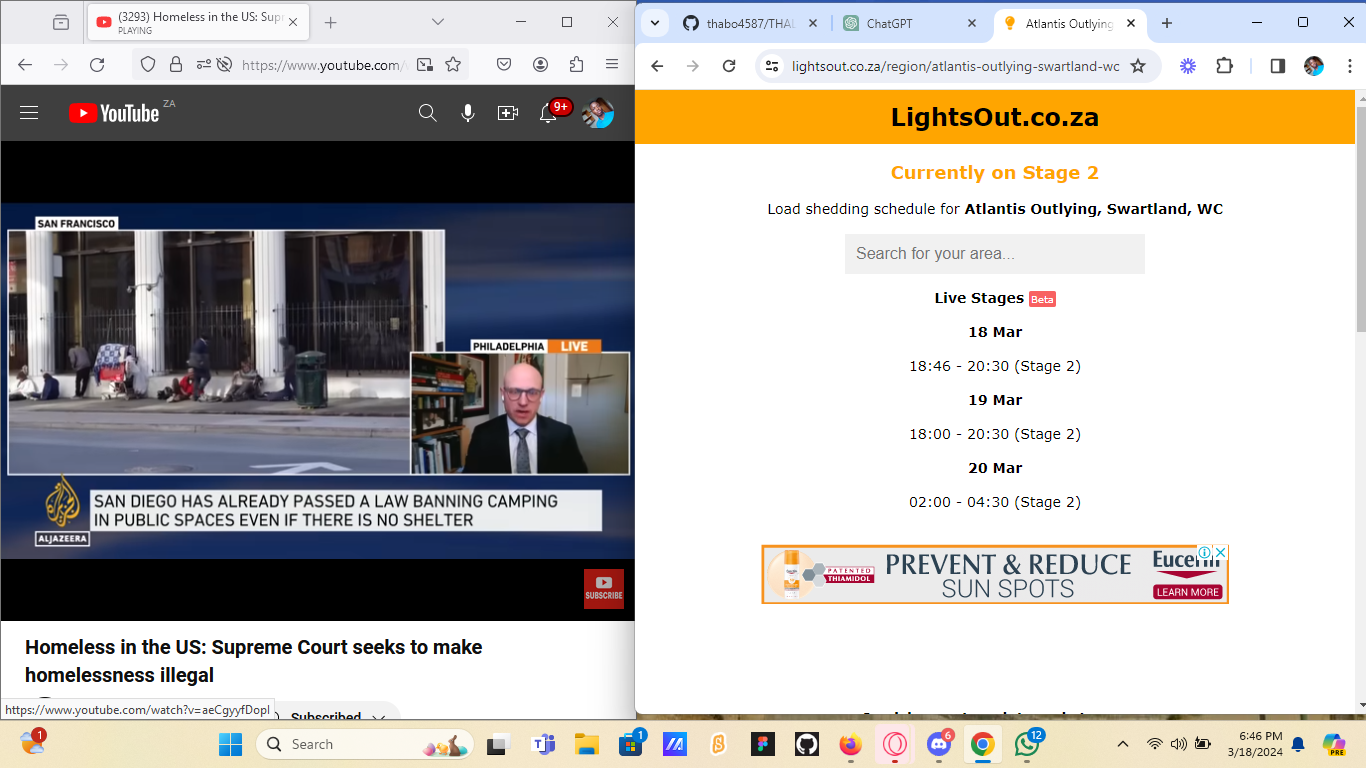 (3293) Homeless in the US: Sup
PLAYING
https://www.youtube.com/
YouTube
ZA
9+
SAN FRANCISCO
PHILADELPHIA LIVE
SAN DIEGO HAS ALREADY PASSED A LAW BANNING CAMPING
IN PUBLIC SPACES EVEN IF THERE IS NO SHELTER
ALJAZEERA
SUBSCRIBE
Homeless in the US: Supreme Court seeks to make
homelessness illegal
Subscribed
https://www.youtube.com/watch?v=aeCgyyfDopI
thabo4587/THAL
ChatGPT
Atlantis Outlying
lightsout.co.za/region/atlantis-outlying-swartland-wc
LightsOut.co.za
Currently on Stage 2
Load shedding schedule for Atlantis Outlying, Swartland, WC
Search for your area...
Live Stages Beta
18 Mar
18:46 - 20:30 (Stage 2)
19 Mar
18:00 - 20:30 (Stage 2)
20 Mar
02:00 - 04:30 (Stage 2)
PATENTED
THIAMIDOL
PREVENT & REDUCE
SUN SPOTS
Eucerin
LEARN MORE
1
Search
1
6
12
6:46 PM
3/18/2024
PRE